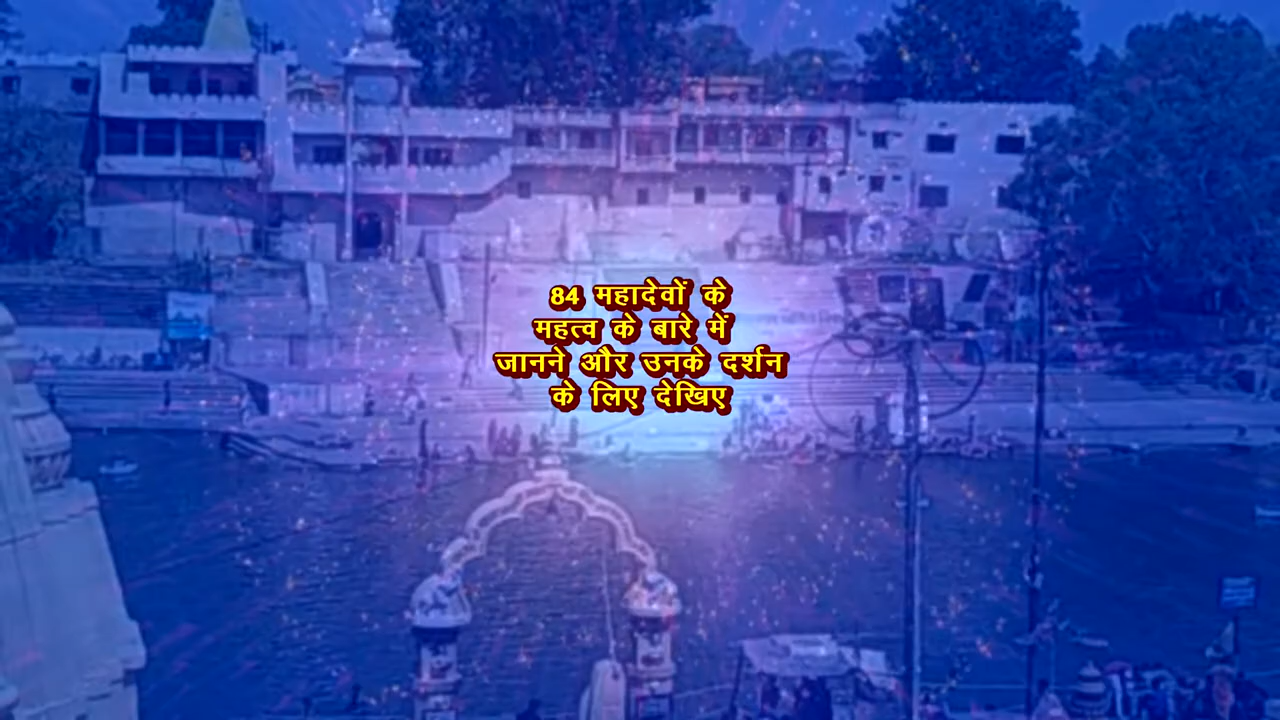 84 महादेवों के
महत्व के बारे में
जानने और उनके दर्शन
के लिए देखिए